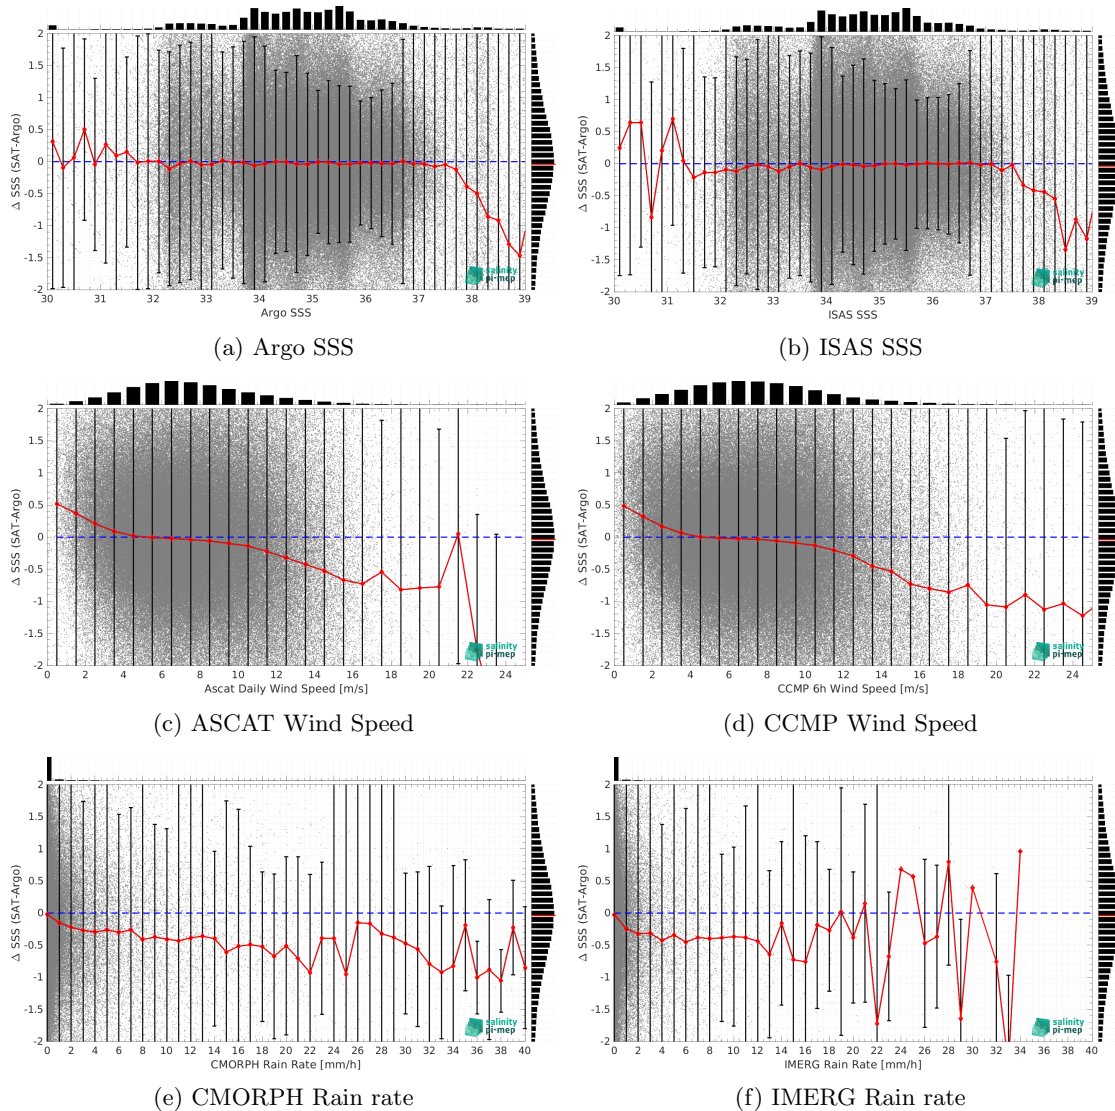 2
1.5
1
0.5
0
-0.5
-1
-1.5
-2
Δ SSS (SAT-Argo)
30 31 32 33 34 35 36 37 38 39
Argo SSS
salinity
pi-mep
(a) Argo SSS
2
1.5
1
0.5
0
-0.5
-1
-1.5
-2
Δ SSS (SAT-Argo)
30 31 32 33 34 35 36 37 38 39
ISAS SSS
salinity
pi-mep
(b) ISAS SSS
2
1.5
1
0.5
0
-0.5
-1
-1.5
-2
Δ SSS (SAT-Argo)
0 2 4 6 8 10 12 14 16 18 20 22 24
Ascat Daily Wind Speed [m/s]
salinity
pi-mep
(c) ASCAT Wind Speed
2
1.5
1
0.5
0
-0.5
-1
-1.5
-2
Δ SSS (SAT-Argo)
0 2 4 6 8 10 12 14 16 18 20 22 24
CCMP 6h Wind Speed [m/s]
salinity
pi-mep
(d) CCMP Wind Speed
2
1.5
1
0.5
0
-0.5
-1
-1.5
-2
Δ SSS (SAT-Argo)
0 2 4 6 8 10 12 14 16 18 20 22 24 26 28 30 32 34 36 38 40
CMORPH Rain Rate [mm/h]
salinity
pi-mep
(e) CMORPH Rain rate
2
1.5
1
0.5
0
-0.5
-1
-1.5
-2
Δ SSS (SAT-Argo)
0 2 4 6 8 10 12 14 16 18 20 22 24 26 28 30 32 34 36 38 40
IMERG Rain Rate [mm/h]
salinity
pi-mep
(f) IMERG Rain rate